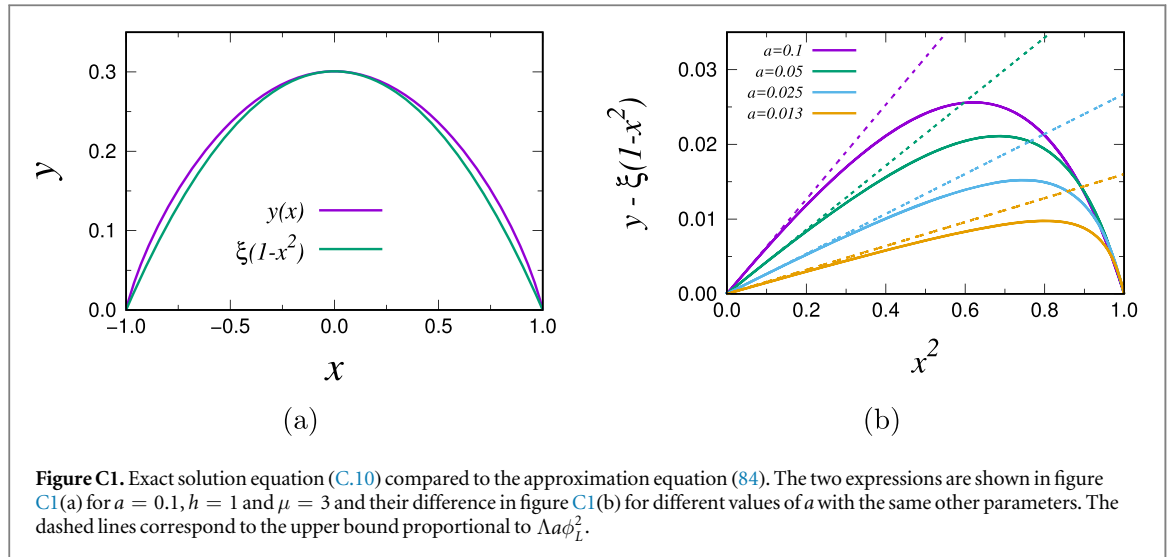 y
0.3
0.2
0.1
0.0
y(x)
ξ(1-x²)
−1.0 −0.5 0.0 0.5 1.0
x
(a)
y - ξ(1-x²)
0.03
0.02
0.01
0.00
a=0.1
a=0.05
a=0.025
a=0.013
0.0 0.2 0.4 0.6 0.8 1.0
x²
(b)
Figure C1. Exact solution equation (C.10) compared to the approximation equation (84). The two expressions are shown in figure
C1(a) for a = 0.1, h = 1 and μ = 3 and their difference in figure C1(b) for different values of a with the same other parameters. The
dashed lines correspond to the upper bound proportional to Λaϕ_L².